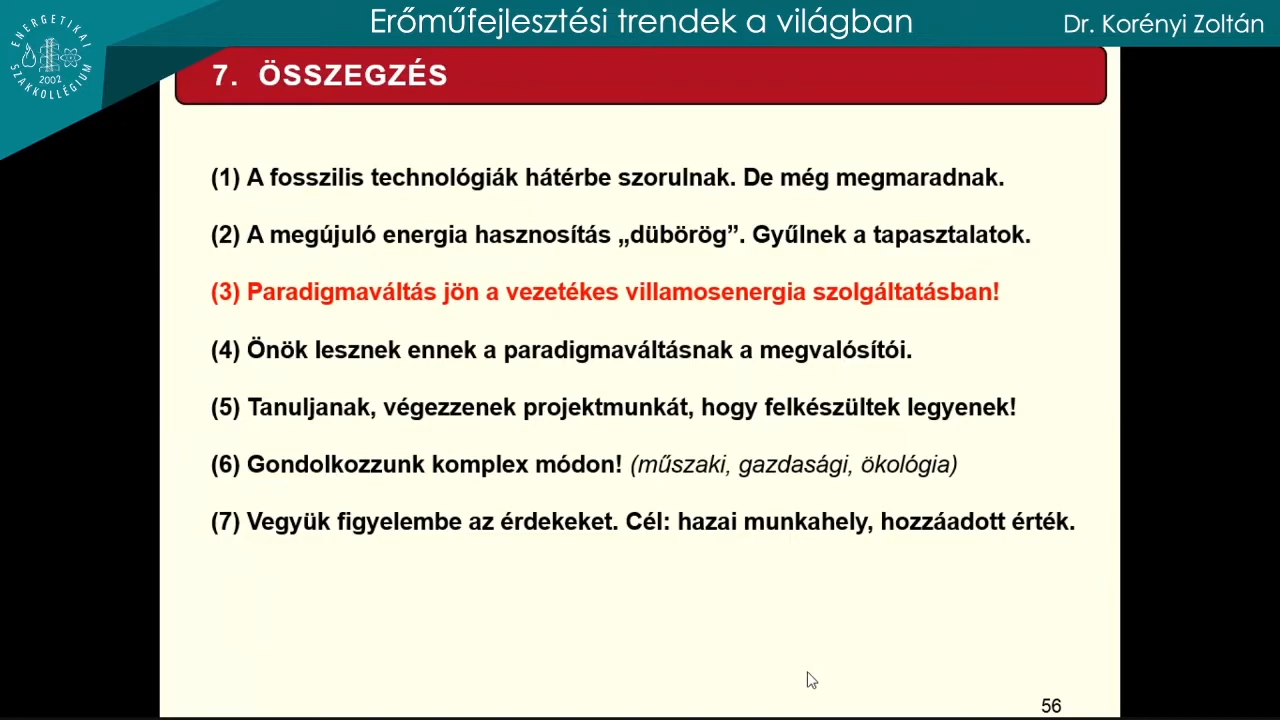 Erőműfejlesztési trendek a világban
Dr. Korényi Zoltán
ENERGETIKAI SZAKKOLLÉGIUM
2002
7. ÖSSZEGZÉS
(1) A fosszilis technológiák hátérbe szorulnak. De még megmaradnak.
(2) A megújuló energia hasznosítás „dübörög”. Gyűlnek a tapasztalatok.
(3) Paradigmaváltás jön a vezetékes villamosenergia szolgáltatásban!
(4) Önök lesznek ennek a paradigmaváltásnak a megvalósítói.
(5) Tanuljanak, végezzenek projektmunkát, hogy felkészültek legyenek!
(6) Gondolkozzunk komplex módon! (műszaki, gazdasági, ökológia)
(7) Vegyük figyelembe az érdekeket. Cél: hazai munkahely, hozzáadott érték.
56